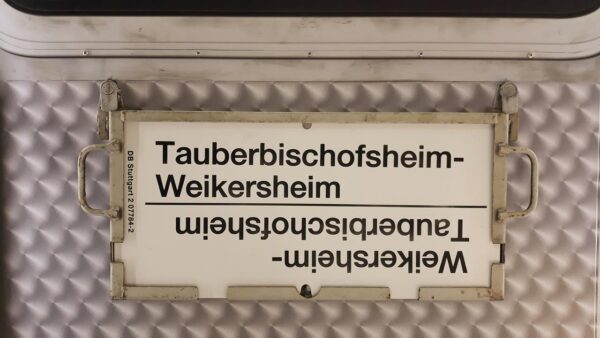 Tauberbischofsheim-
Weikersheim
Weikersheim-
Tauberbischofsheim
DB Stuttgart 2 07784-2